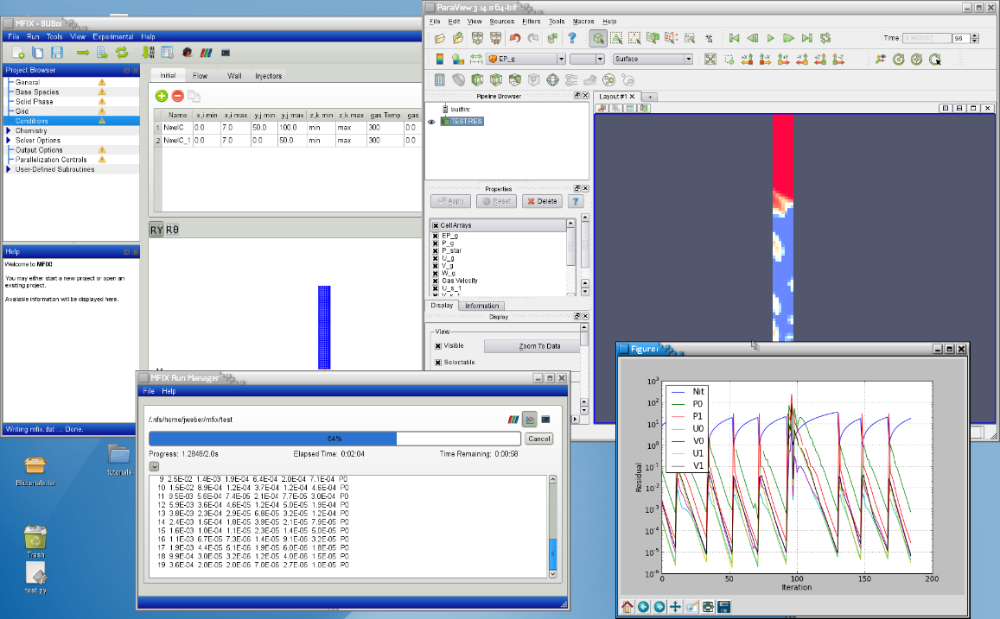 MFIX - BUBol
File Run Tools View Experimental Help
Project Browser
General
Base Species
Solid Phase
Grid
Conditions
Chemistry
Solver Options
Output Options
Parallelization Controls
User-Defined Subroutines
Help
Welcome to MFIX!
You may either start a new project or open an
exsiting project.
Available information will be displayed here.
Writing mfix.dat ... Done.
Initial Flow Wall Injectors
Name x,i min x,i max y,j min y,j max z,k min z,k max gas Temp gas
1 NewIC 0.0 7.0 50.0 100.0 min max 300 0.0
2 NewIC_1 0.0 7.0 0.0 50.0 min max 300 0.0
RY Rθ
ParaView 3.14.0 64-bit
File Edit View Sources Filters Tools Macros Help
Time: 0.960062 96
EP_g Surface
Pipeline Browser
builtin:
TEST.RES
Properties
Apply Reset Delete ?
Cell Arrays
EP_g
P_g
P_star
U_g
V_g
W_g
Gas Velocity
U_s_1
V_s_1
Display Information
Display
View
Visible Zoom To Data
Selectable
Layout #1
MFIX Run Manager
File Help
/.nfs/home/jweber/mfix/test
64% Cancel
Progress: 1.2848/2.0s Elapsed Time: 0:02:04 Time Remaining: 0:00:58
9 2.5E-02 1.4E-03 1.9E-04 6.4E-04 2.0E-04 7.1E-04 P0
10 1.5E-02 8.9E-04 1.2E-04 3.7E-04 1.2E-04 4.6E-04 P0
11 9.5E-03 5.6E-04 7.4E-05 2.1E-04 7.7E-05 3.0E-04 P0
12 5.9E-03 3.6E-04 4.6E-05 1.2E-04 5.0E-05 1.9E-04 P0
13 3.8E-03 2.3E-04 2.9E-05 6.8E-05 3.2E-05 1.2E-04 P0
14 2.4E-03 1.5E-04 1.8E-05 3.9E-05 2.1E-05 7.9E-05 P0
15 1.6E-03 1.0E-04 1.1E-05 2.3E-05 1.4E-05 5.0E-05 P0
16 1.1E-03 6.7E-05 7.3E-06 1.4E-05 9.1E-06 3.2E-05 P0
17 1.9E-03 4.4E-05 5.1E-06 1.9E-05 6.0E-06 1.8E-05 P0
18 9.9E-04 3.0E-05 3.2E-06 1.2E-05 4.0E-06 1.5E-05 P0
19 3.6E-04 2.0E-05 2.0E-06 7.0E-06 2.7E-06 1.0E-05 P0
tutorials
Trash
test.py
Figure 1
Nit
P0
P1
U0
V0
U1
V1
Residual
10^3
10^2
10^1
10^0
10^-1
10^-2
10^-3
10^-4
10^-5
10^-6
0 50 100 150 200
Iteration